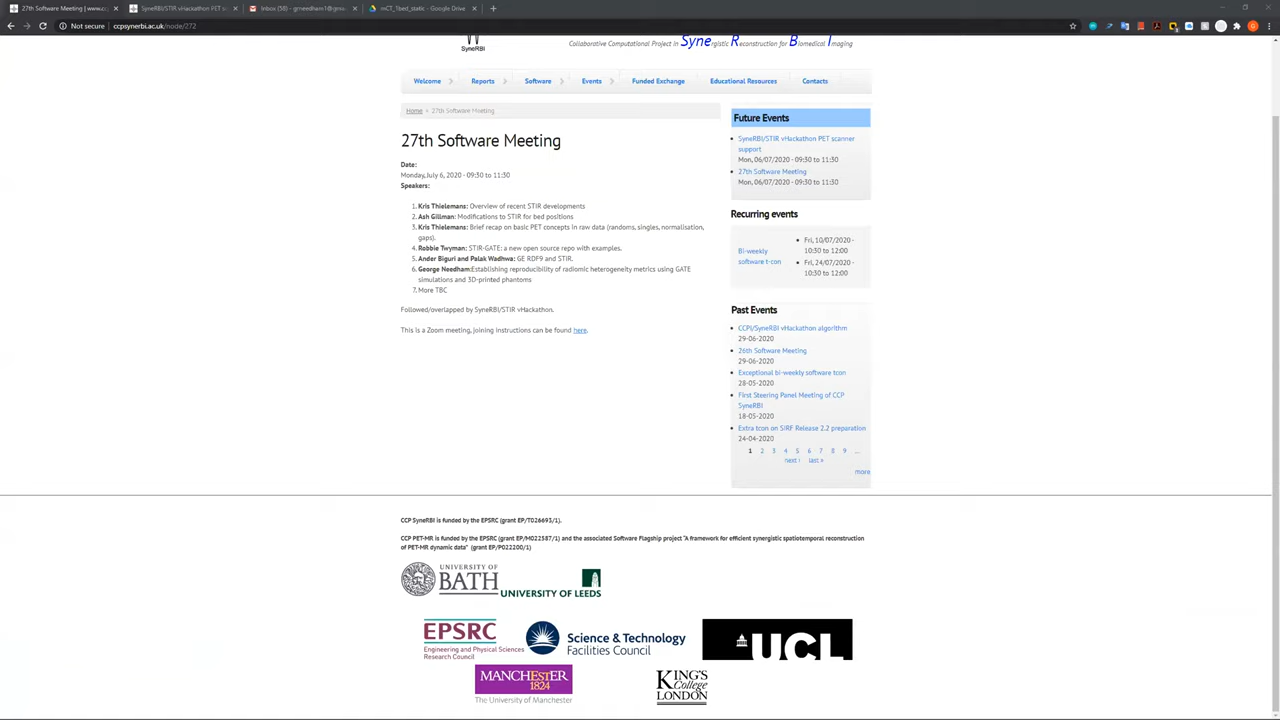 27th Software Meeting | www.cc
SyneRBI/STIR vHackathon PET s
Inbox (58) - gmeedham1@gmai
mCT_1bed_static - Google Drive
Not secure | ccpsynerbi.ac.uk/node/272
SyneRBI
Collaborative Computational Project in Synergistic Reconstruction for Biomedical Imaging
Welcome Reports Software Events Funded Exchange Educational Resources Contacts
Home » 27th Software Meeting
27th Software Meeting
Date:
Monday, July 6, 2020 - 09:30 to 11:30
Speakers:
1. Kris Thielemans: Overview of recent STIR developments
2. Ash Gillman: Modifications to STIR for bed positions
3. Kris Thielemans: Brief recap on basic PET concepts in raw data (randoms, singles, normalisation,
gaps).
4. Robbie Twyman: STIR-GATE: a new open source repo with examples.
5. Ander Biguri and Palak Wadhwa: GE RDF9 and STIR.
6. George Needham:Establishing reproducibility of radiomic heterogeneity metrics using GATE
simulations and 3D-printed phantoms
7. More TBC
Followed/overlapped by SyneRBI/STIR vHackathon.
This is a Zoom meeting, joining instructions can be found here.
Future Events
SyneRBI/STIR vHackathon PET scanner
support
Mon, 06/07/2020 - 09:30 to 11:30
27th Software Meeting
Mon, 06/07/2020 - 09:30 to 11:30
Recurring events
Bi-weekly
software t-con
Fri, 10/07/2020 -
10:30 to 12:00
Fri, 24/07/2020 -
10:30 to 12:00
Past Events
CCPi/SyneRBI vHackathon algorithm
29-06-2020
26th Software Meeting
29-06-2020
Exceptional bi-weekly software tcon
28-05-2020
First Steering Panel Meeting of CCP
SyneRBI
18-05-2020
Extra tcon on SIRF Release 2.2 preparation
24-04-2020
1 2 3 4 5 6 7 8 9 …
next › last »
more
CCP SyneRBI is funded by the EPSRC (grant EP/T026693/1).
CCP PET-MR is funded by the EPSRC (grant EP/M022587/1) and the associated Software Flagship project "A framework for efficient synergistic spatiotemporal reconstruction
of PET-MR dynamic data" (grant EP/P022200/1)
UNIVERSITY OF
BATH
UNIVERSITY OF LEEDS
EPSRC
Engineering and Physical Sciences
Research Council
Science & Technology
Facilities Council
UCL
MANCHESTER
1824
The University of Manchester
KING'S
College
LONDON